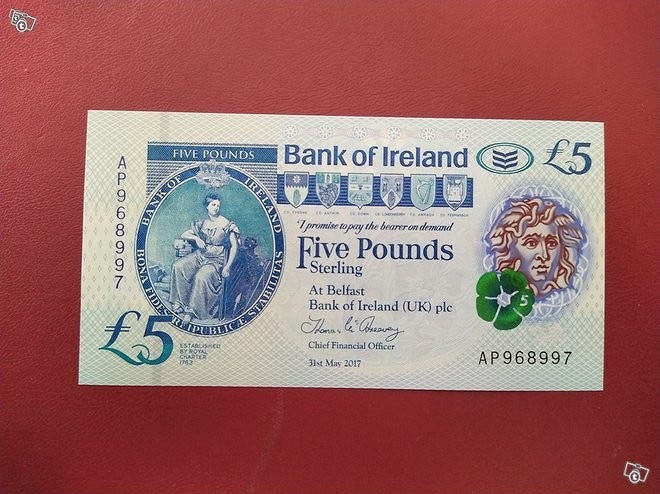 FIVE POUNDS
Bank of Ireland
£5
AP968997
BANK OF IRELAND
BONA FIDES REIPUBLICÆ STABILITAS
CO. TYRONE CO. ANTRIM CO. DOWN CO. LONDONDERRY CO. ARMAGH CO. FERMANAGH
I promise to pay the bearer on demand
Five Pounds
Sterling
At Belfast
Bank of Ireland (UK) plc
£5
ESTABLISHED
BY ROYAL
CHARTER
1783
Chief Financial Officer
31st May 2017
5
AP968997